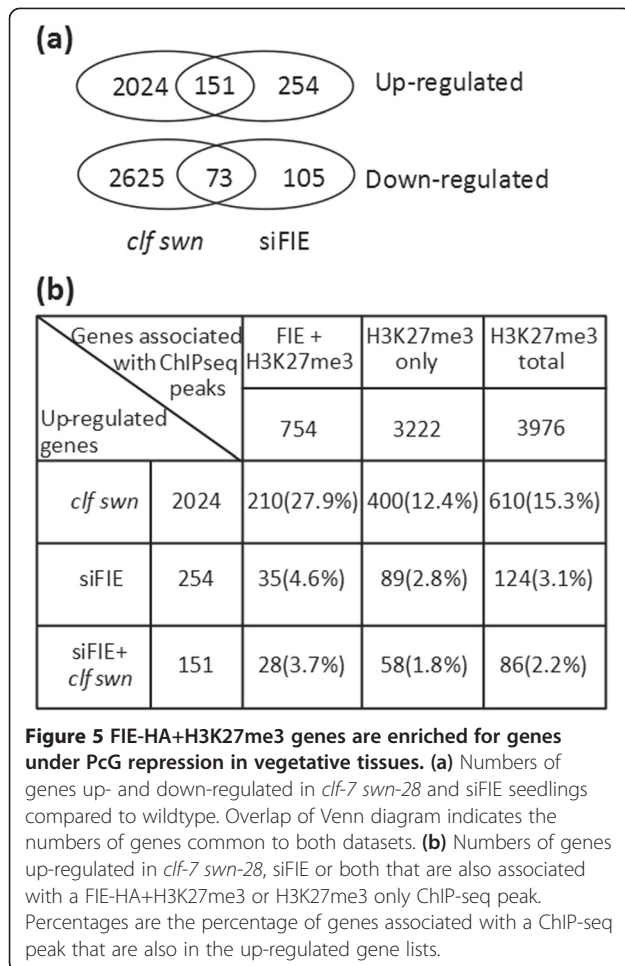 (a)
2024 151 254 Up-regulated
2625 73 105 Down-regulated
clf swn siFIE
(b)
Genes associated with ChIPseq peaks
Up-regulated genes
FIE + H3K27me3
H3K27me3 only
H3K27me3 total
754 3222 3976
clf swn 2024 210(27.9%) 400(12.4%) 610(15.3%)
siFIE 254 35(4.6%) 89(2.8%) 124(3.1%)
siFIE+ clf swn 151 28(3.7%) 58(1.8%) 86(2.2%)
Figure 5 FIE-HA+H3K27me3 genes are enriched for genes
under PcG repression in vegetative tissues. (a) Numbers of
genes up- and down-regulated in clf-7 swn-28 and siFIE seedlings
compared to wildtype. Overlap of Venn diagram indicates the
numbers of genes common to both datasets. (b) Numbers of genes
up-regulated in clf-7 swn-28, siFIE or both that are also associated
with a FIE-HA+H3K27me3 or H3K27me3 only ChIP-seq peak.
Percentages are the percentage of genes associated with a ChIP-seq
peak that are also in the up-regulated gene lists.